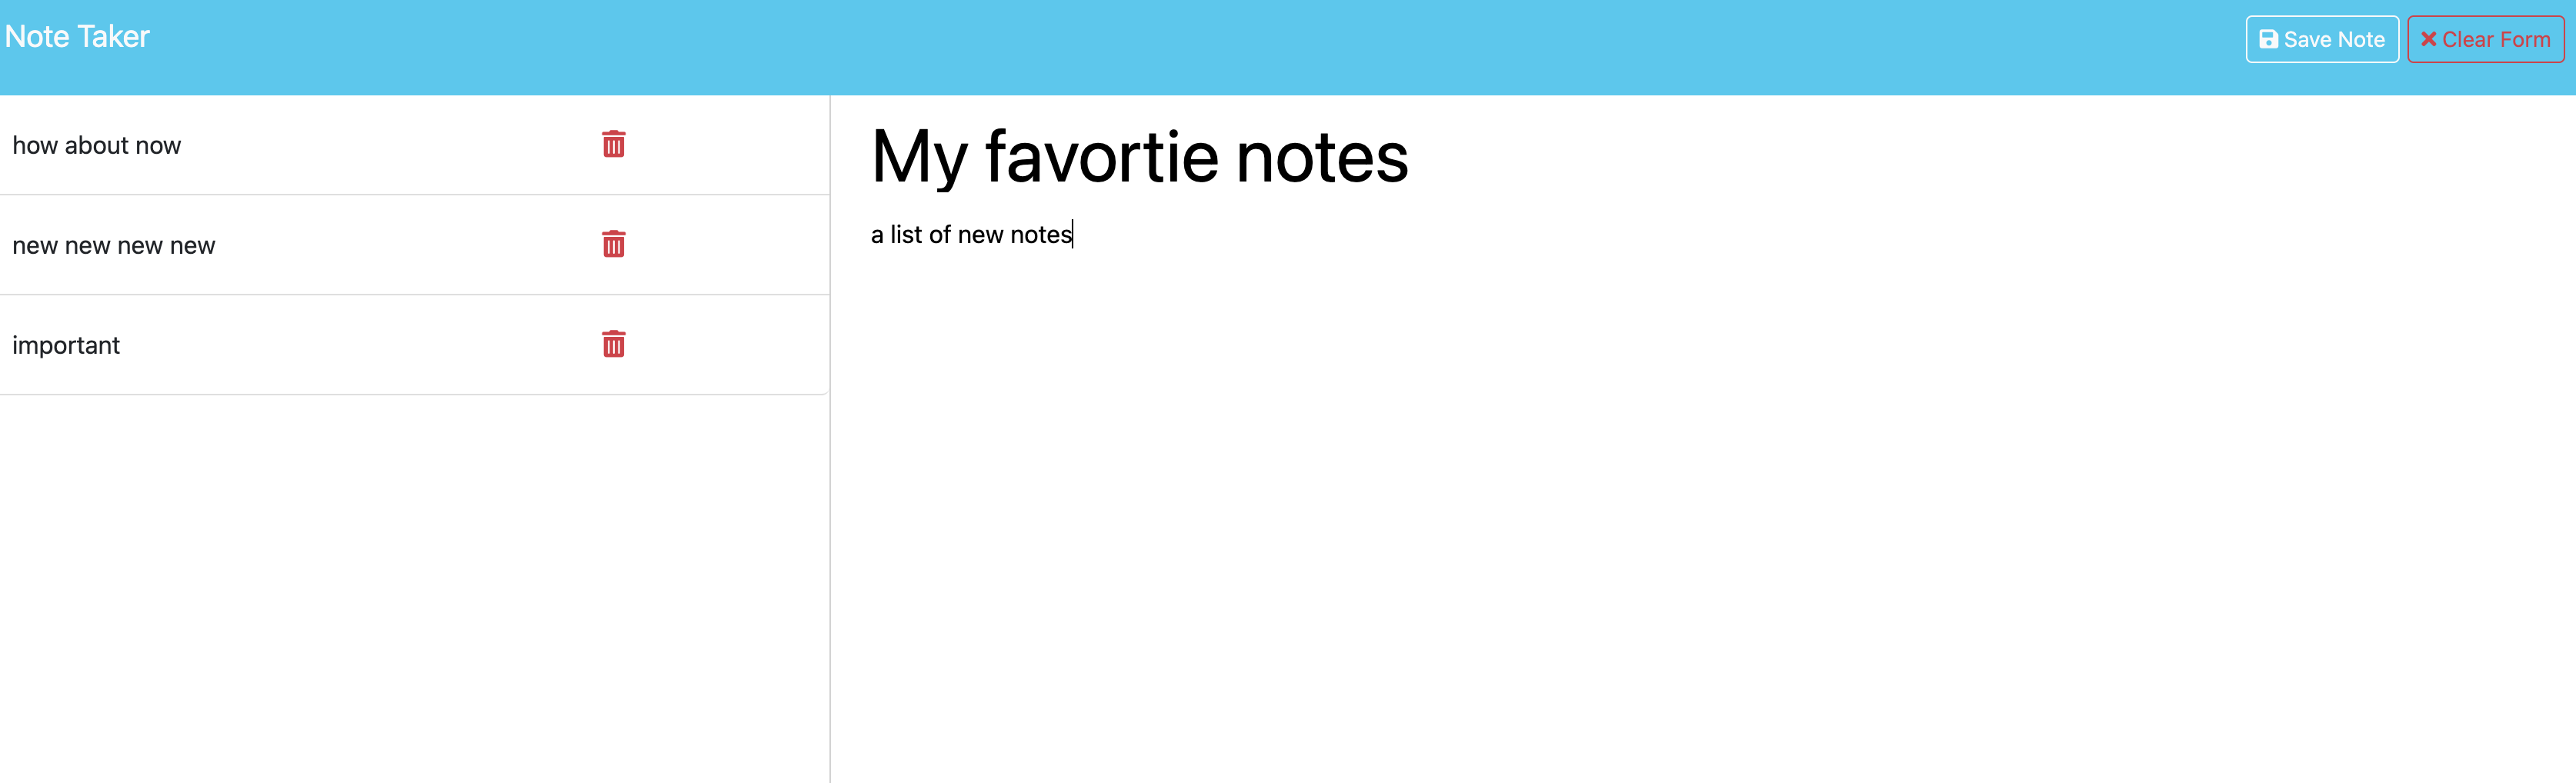 Note Taker
Save Note
Clear Form
how about now
new new new new
important
My favortie notes
a list of new notes